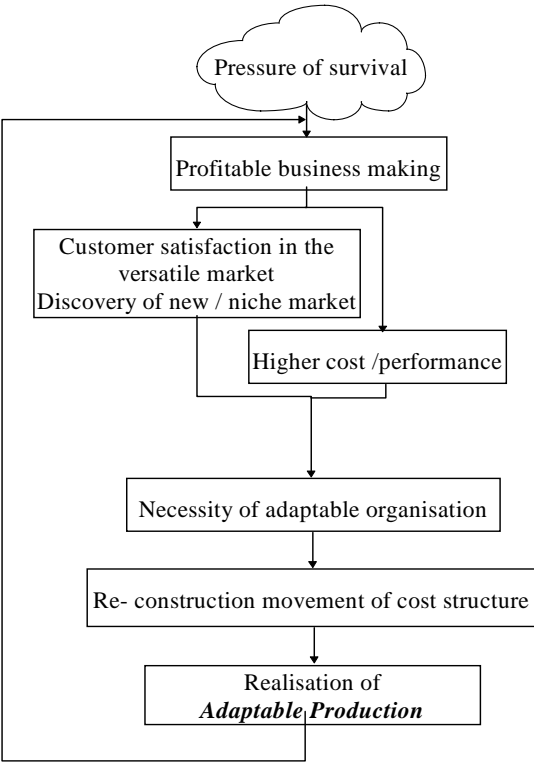 Pressure of survival
Profitable business making
Customer satisfaction in the
versatile market
Discovery of new / niche market
Higher cost /performance
Necessity of adaptable organisation
Re- construction movement of cost structure
Realisation of
Adaptable Production